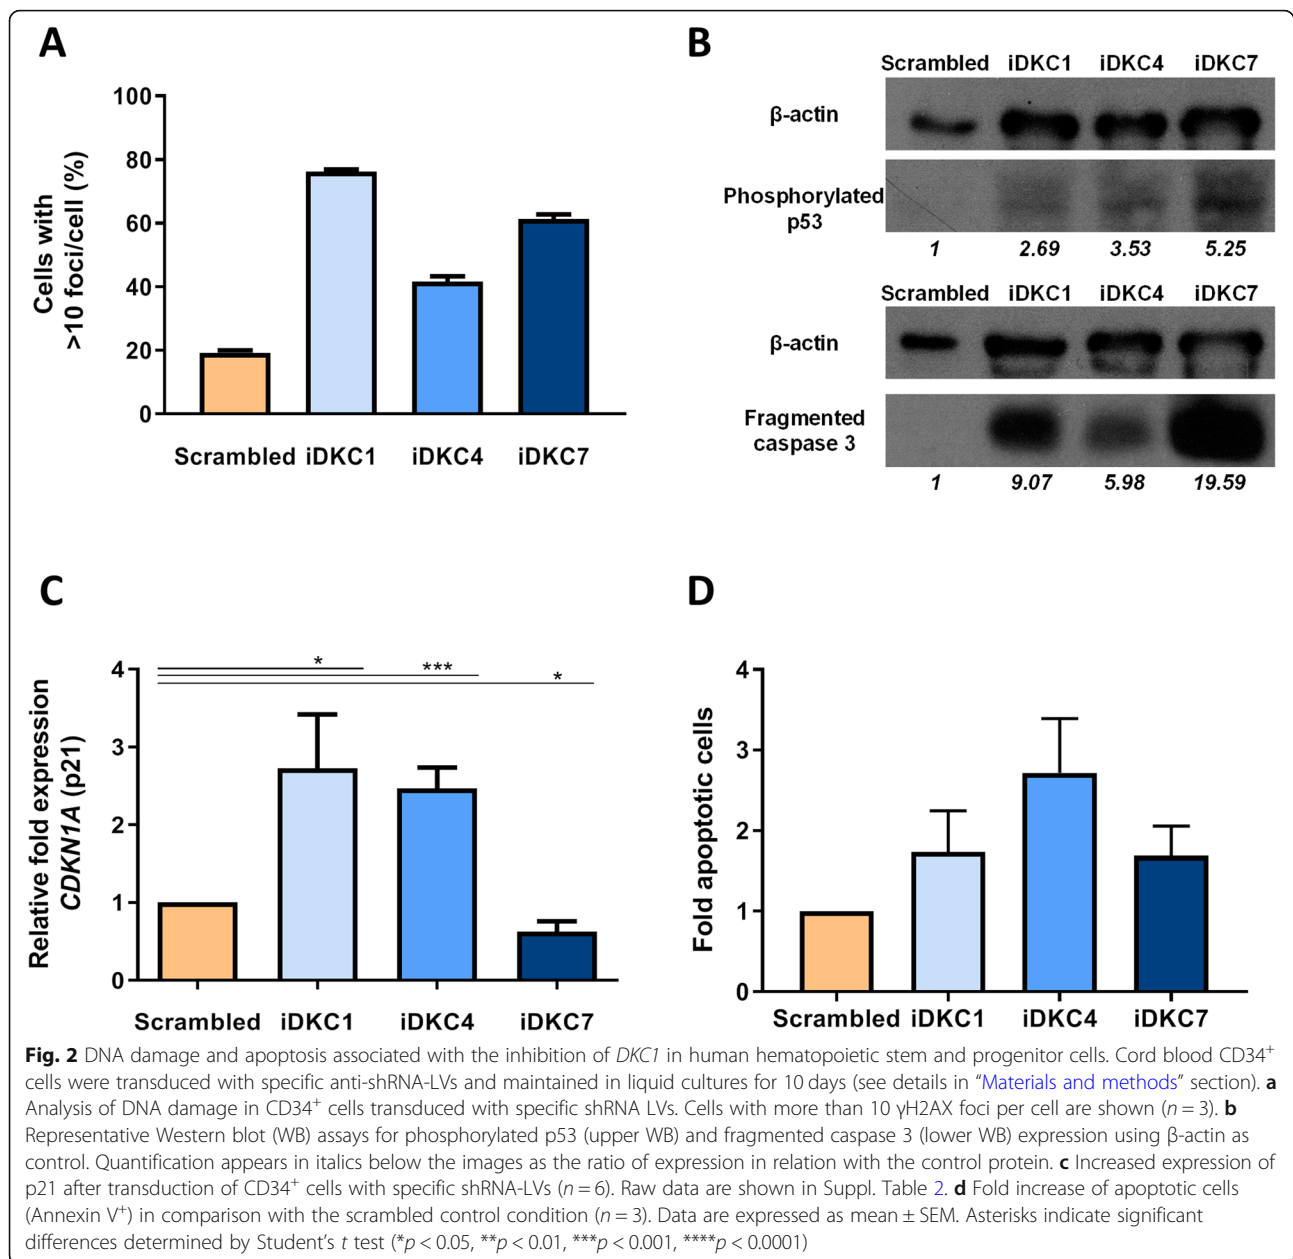 A
Cells with
>10 foci/cell (%)
100
80
60
40
20
0
Scrambled iDKC1 iDKC4 iDKC7
B
Scrambled iDKC1 iDKC4 iDKC7
β-actin
Phosphorylated
p53
1 2.69 3.53 5.25
Scrambled iDKC1 iDKC4 iDKC7
β-actin
Fragmented
caspase 3
1 9.07 5.98 19.59
C
Relative fold expression
CDKN1A (p21)
4
3
2
1
0
*
***
*
Scrambled iDKC1 iDKC4 iDKC7
D
Fold apoptotic cells
4
3
2
1
0
Scrambled iDKC1 iDKC4 iDKC7
Fig. 2 DNA damage and apoptosis associated with the inhibition of DKC1 in human hematopoietic stem and progenitor cells. Cord blood CD34⁺
cells were transduced with specific anti-shRNA-LVs and maintained in liquid cultures for 10 days (see details in “Materials and methods” section). a
Analysis of DNA damage in CD34⁺ cells transduced with specific shRNA LVs. Cells with more than 10 γH2AX foci per cell are shown (n = 3). b
Representative Western blot (WB) assays for phosphorylated p53 (upper WB) and fragmented caspase 3 (lower WB) expression using β-actin as
control. Quantification appears in italics below the images as the ratio of expression in relation with the control protein. c Increased expression of
p21 after transduction of CD34⁺ cells with specific shRNA-LVs (n = 6). Raw data are shown in Suppl. Table 2. d Fold increase of apoptotic cells
(Annexin V⁺) in comparison with the scrambled control condition (n = 3). Data are expressed as mean ± SEM. Asterisks indicate significant
differences determined by Student’s t test (*p < 0.05, **p < 0.01, ***p < 0.001, ****p < 0.0001)